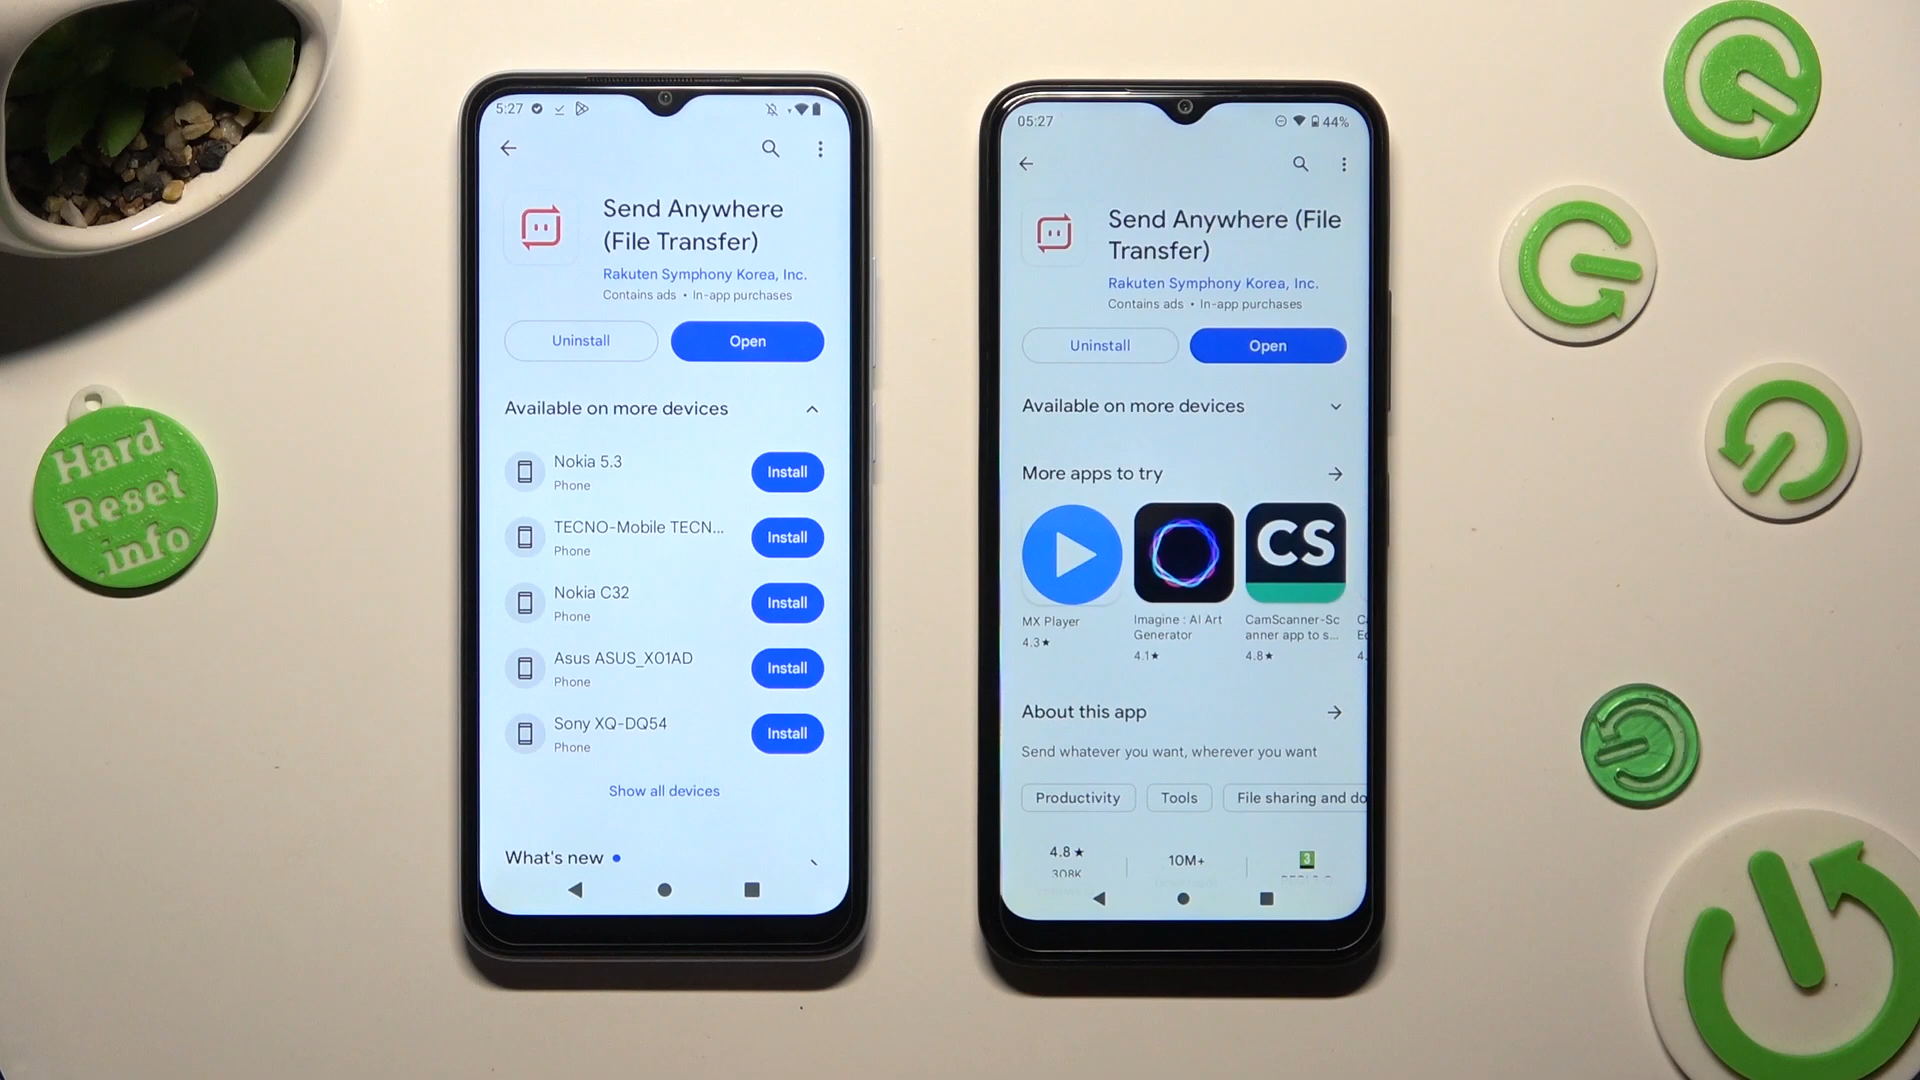 Hard
Reset
.info
5:27
Send Anywhere
(File Transfer)
Rakuten Symphony Korea, Inc.
Contains ads • In-app purchases
Uninstall
Open
Available on more devices
Nokia 5.3
Phone
Install
TECNO-Mobile TECN...
Phone
Install
Nokia C32
Phone
Install
Asus ASUS_X01AD
Phone
Install
Sony XQ-DQ54
Phone
Install
Show all devices
What's new
05:27
44%
Send Anywhere (File
Transfer)
Rakuten Symphony Korea, Inc.
Contains ads • In-app purchases
Uninstall
Open
Available on more devices
More apps to try
CS
MX Player
4.3★
Imagine : AI Art
Generator
4.1★
CamScanner-Sc
anner app to s...
4.8★
4.
About this app
Send whatever you want, wherever you want
Productivity
Tools
File sharing and do
4.8 ★
308K
10M+
3